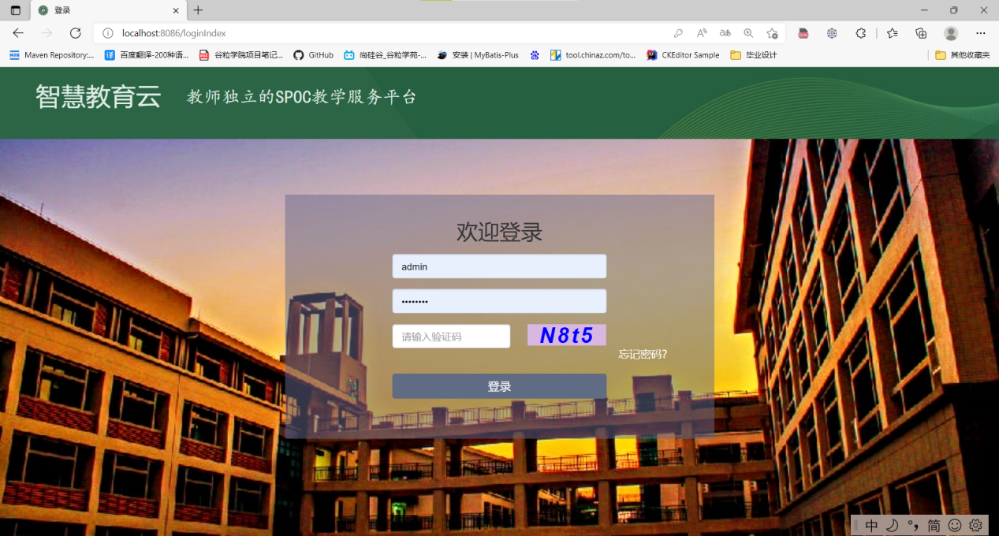 登录
localhost:8086/loginIndex
Maven Repository:... 百度翻译-200种语... 谷粒学院项目笔记... GitHub 尚硅谷_谷粒学苑-... 安装 | MyBatis-Plus tool.chinaz.com/to... CKEditor Sample 毕业设计 其他收藏夹
智慧教育云 教师独立的SPOC教学服务平台
欢迎登录
admin
••••••••
请输入验证码 N8t5
忘记密码?
登录
中 °, 简